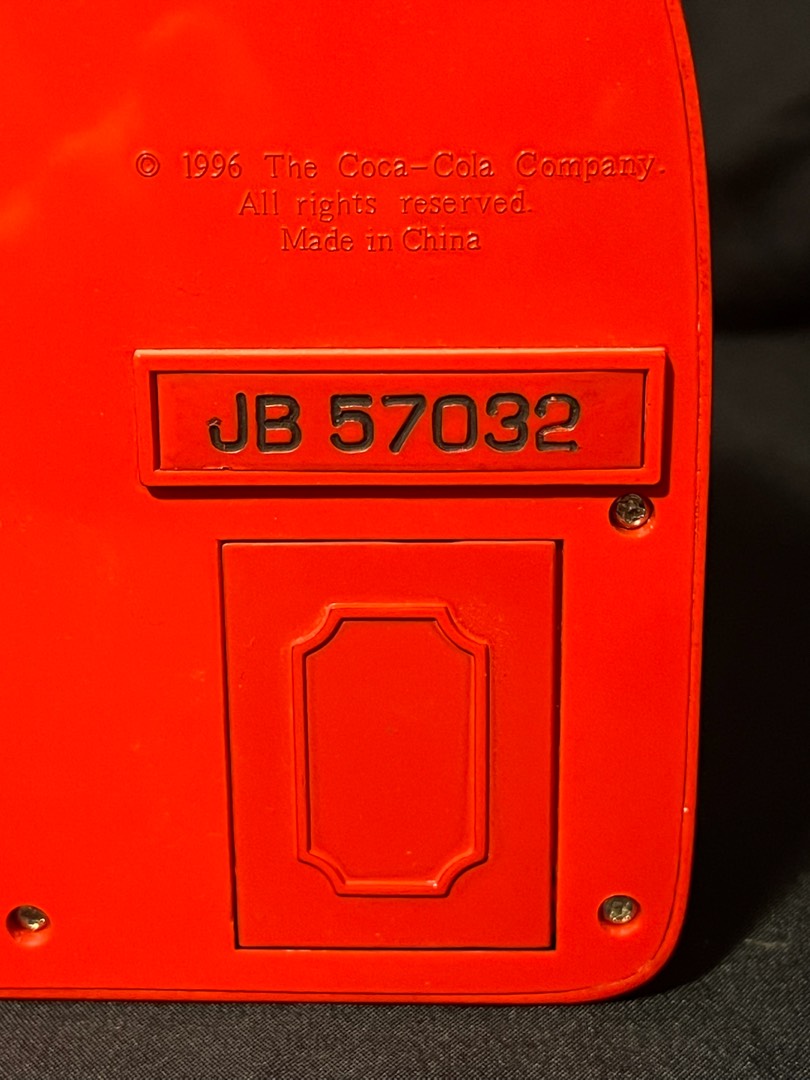 © 1996 The Coca-Cola Company.
All rights reserved.
Made in China
JB 57032